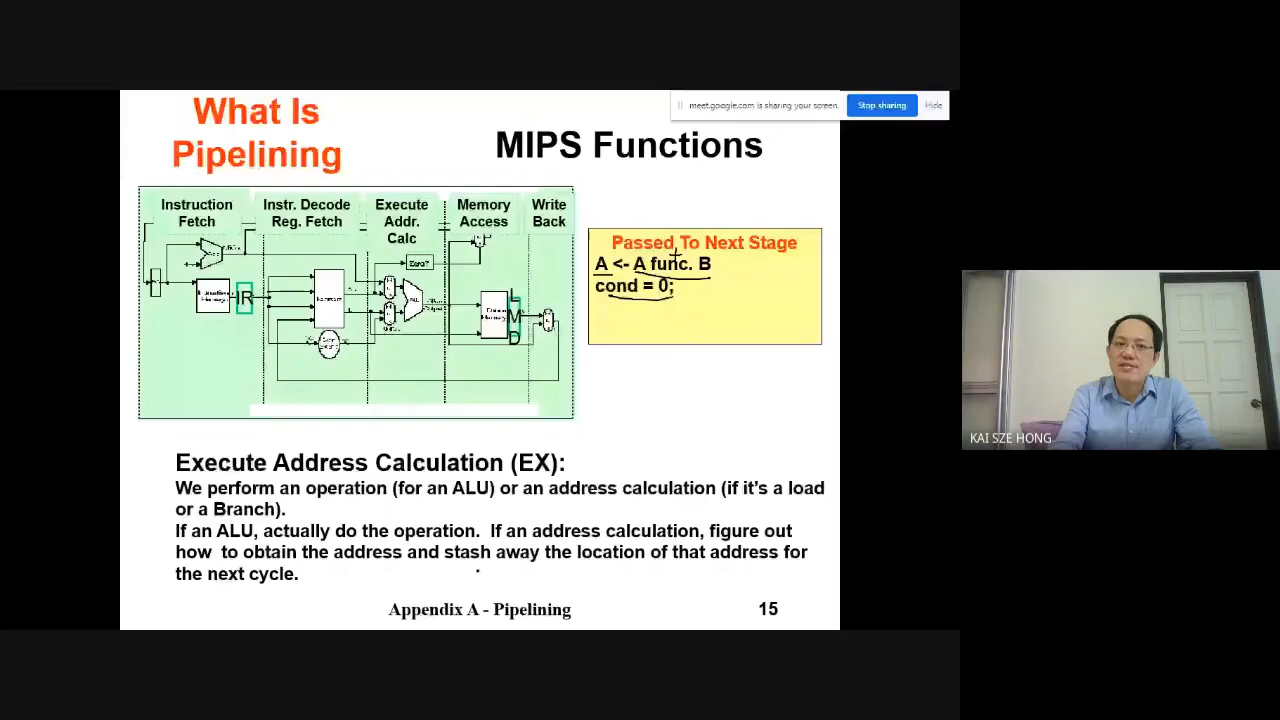 meet.google.com is sharing your screen.
Stop sharing
Hide
What Is
Pipelining
MIPS Functions
Instruction
Fetch
Instr. Decode
Reg. Fetch
Execute
Addr.
Calc
Memory
Access
Write
Back
IR
Zero?
L
M
D
Passed To Next Stage
A <- A func. B
cond = 0;
KAI SZE HONG
Execute Address Calculation (EX):
We perform an operation (for an ALU) or an address calculation (if it's a load
or a Branch).
If an ALU, actually do the operation. If an address calculation, figure out
how to obtain the address and stash away the location of that address for
the next cycle.
Appendix A - Pipelining
15